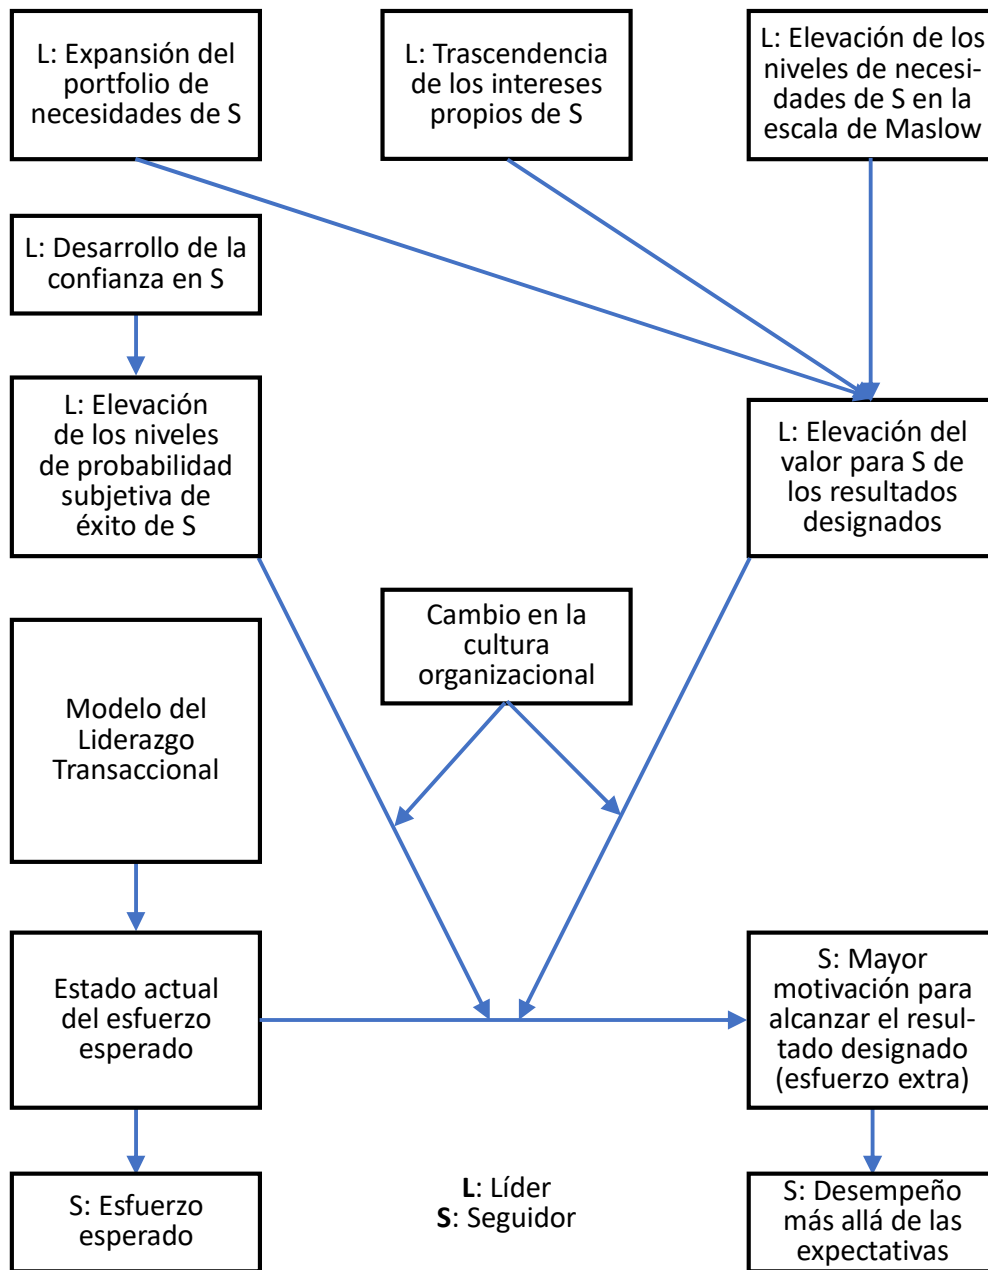 L: Expansión del
portfolio de
necesidades de S
L: Trascendencia
de los intereses
propios de S
L: Elevación de los
niveles de necesi-
dades de S en la
escala de Maslow
L: Desarrollo de la
confianza en S
L: Elevación
de los niveles
de probabilidad
subjetiva de
éxito de S
L: Elevación del
valor para S de
los resultados
designados
Cambio en la
cultura
organizacional
Modelo del
Liderazgo
Transaccional
Estado actual
del esfuerzo
esperado
S: Mayor
motivación para
alcanzar el resul-
tado designado
(esfuerzo extra)
S: Esfuerzo
esperado
L: Líder
S: Seguidor
S: Desempeño
más allá de las
expectativas